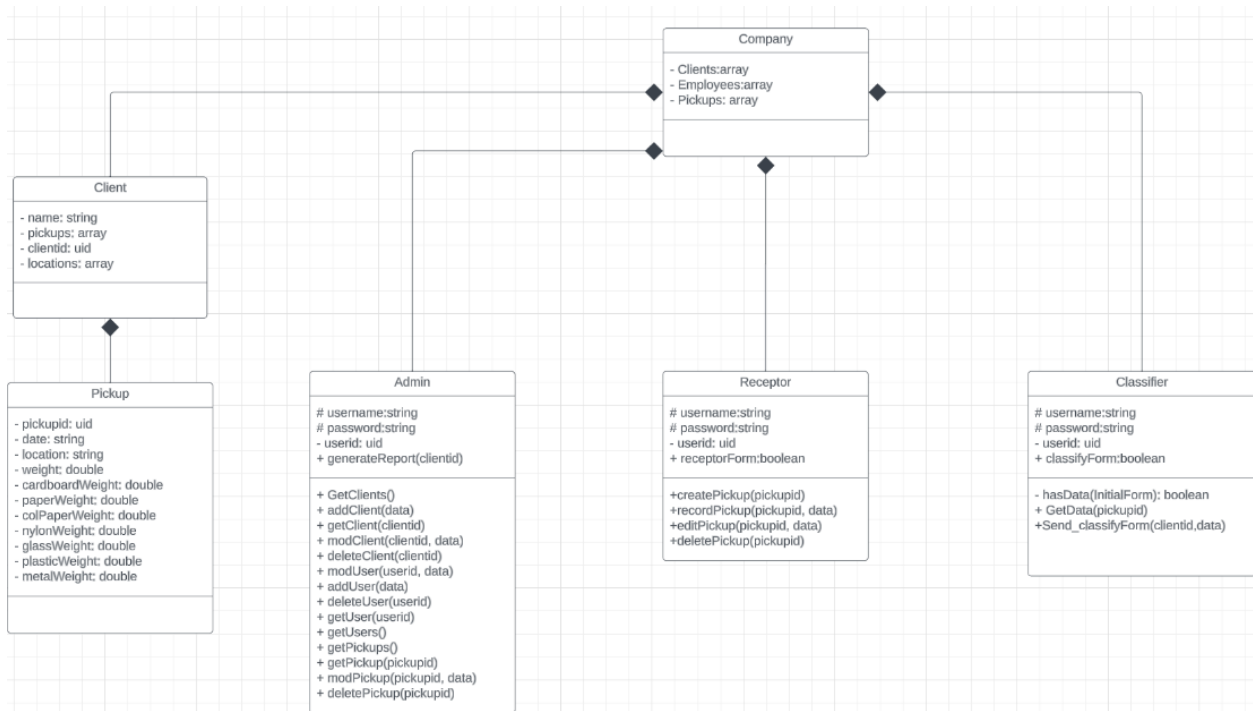 Company
- Clients:array
- Employees:array
- Pickups: array
Client
- name: string
- pickups: array
- clientid: uid
- locations: array
Pickup
- pickupid: uid
- date: string
- location: string
- weight: double
- cardboardWeight: double
- paperWeight: double
- colPaperWeight: double
- nylonWeight: double
- glassWeight: double
- plasticWeight: double
- metalWeight: double
Admin
# username:string
# password:string
- userid: uid
+ generateReport(clientid)
+ GetClients()
+ addClient(data)
+ getClient(clientid)
+ modClient(clientid, data)
+ deleteClient(clientid)
+ modUser(userid, data)
+ addUser(data)
+ deleteUser(userid)
+ getUser(userid)
+ getUsers()
+ getPickups()
+ getPickup(pickupid)
+ modPickup(pickupid, data)
+ deletePickup(pickupid)
Receptor
# username:string
# password:string
- userid: uid
+ receptorForm:boolean
+createPickup(pickupid)
+recordPickup(pickupid, data)
+editPickup(pickupid, data)
+deletePickup(pickupid)
Classifier
# username:string
# password:string
- userid: uid
+ classifyForm:boolean
- hasData(InitialForm): boolean
+ GetData(pickupid)
+Send_classifyForm(clientid,data)